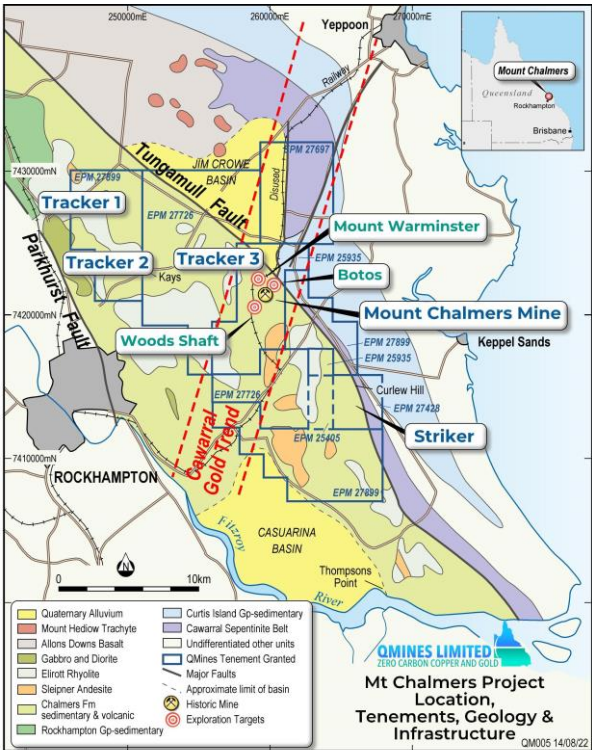 250000mE
260000mE
270000mE
Yeppoon
Railway
Mount Chalmers
Queensland
Rockhampton
Brisbane
Tungamull Fault
JIM CROWE
BASIN
EPM 27697
Disused
7430000mN
EPM 27899
Tracker 1
EPM 27726
Mount Warminster
Parkhurst Fault
Tracker 2
Kays
Tracker 3
EPM 25935
Botos
Mount Chalmers Mine
7420000mN
Woods Shaft
Keppel Sands
EPM 27899
EPM 25935
Curlew Hill
EPM 27726
EPM 27428
Cawarral
Gold Trend
EPM 25405
Striker
7410000mN
ROCKHAMPTON
EPM 27899
CASUARINA
BASIN
Fitzroy
River
Thompsons
Point
N
0
10km
Quaternary Alluvium
Mount Hediow Trachyte
Allons Downs Basalt
Gabbro and Diorite
Elirott Rhyolite
Sleipner Andesite
Chalmers Fm
sedimentary & volcanic
Rockhampton Gp-sedimentary
Curtis Island Gp-sedimentary
Cawarral Sepentinite Belt
Undifferentiated other units
QMines Tenement Granted
Major Faults
Approximate limit of basin
Historic Mine
Exploration Targets
QMINES LIMITED
ZERO CARBON COPPER AND GOLD
Mt Chalmers Project
Location,
Tenements, Geology &
Infrastructure
QM005 14/08/22